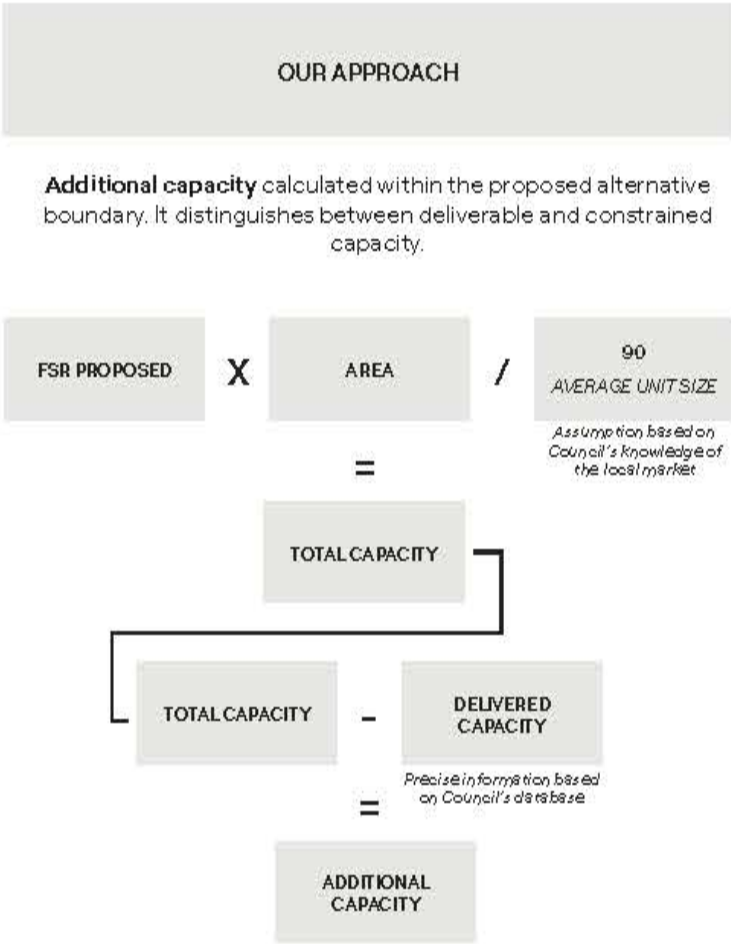 OUR APPROACH
Additional capacity calculated within the proposed alternative
boundary. It distinguishes between deliverable and constrained
capacity.
FSR PROPOSED X AREA / 90
AVERAGE UNIT SIZE
Assumption based on
Council's knowledge of
the local market
=
TOTAL CAPACITY
TOTAL CAPACITY - DELIVERED
CAPACITY
Precise information based
on Council's database
=
ADDITIONAL
CAPACITY